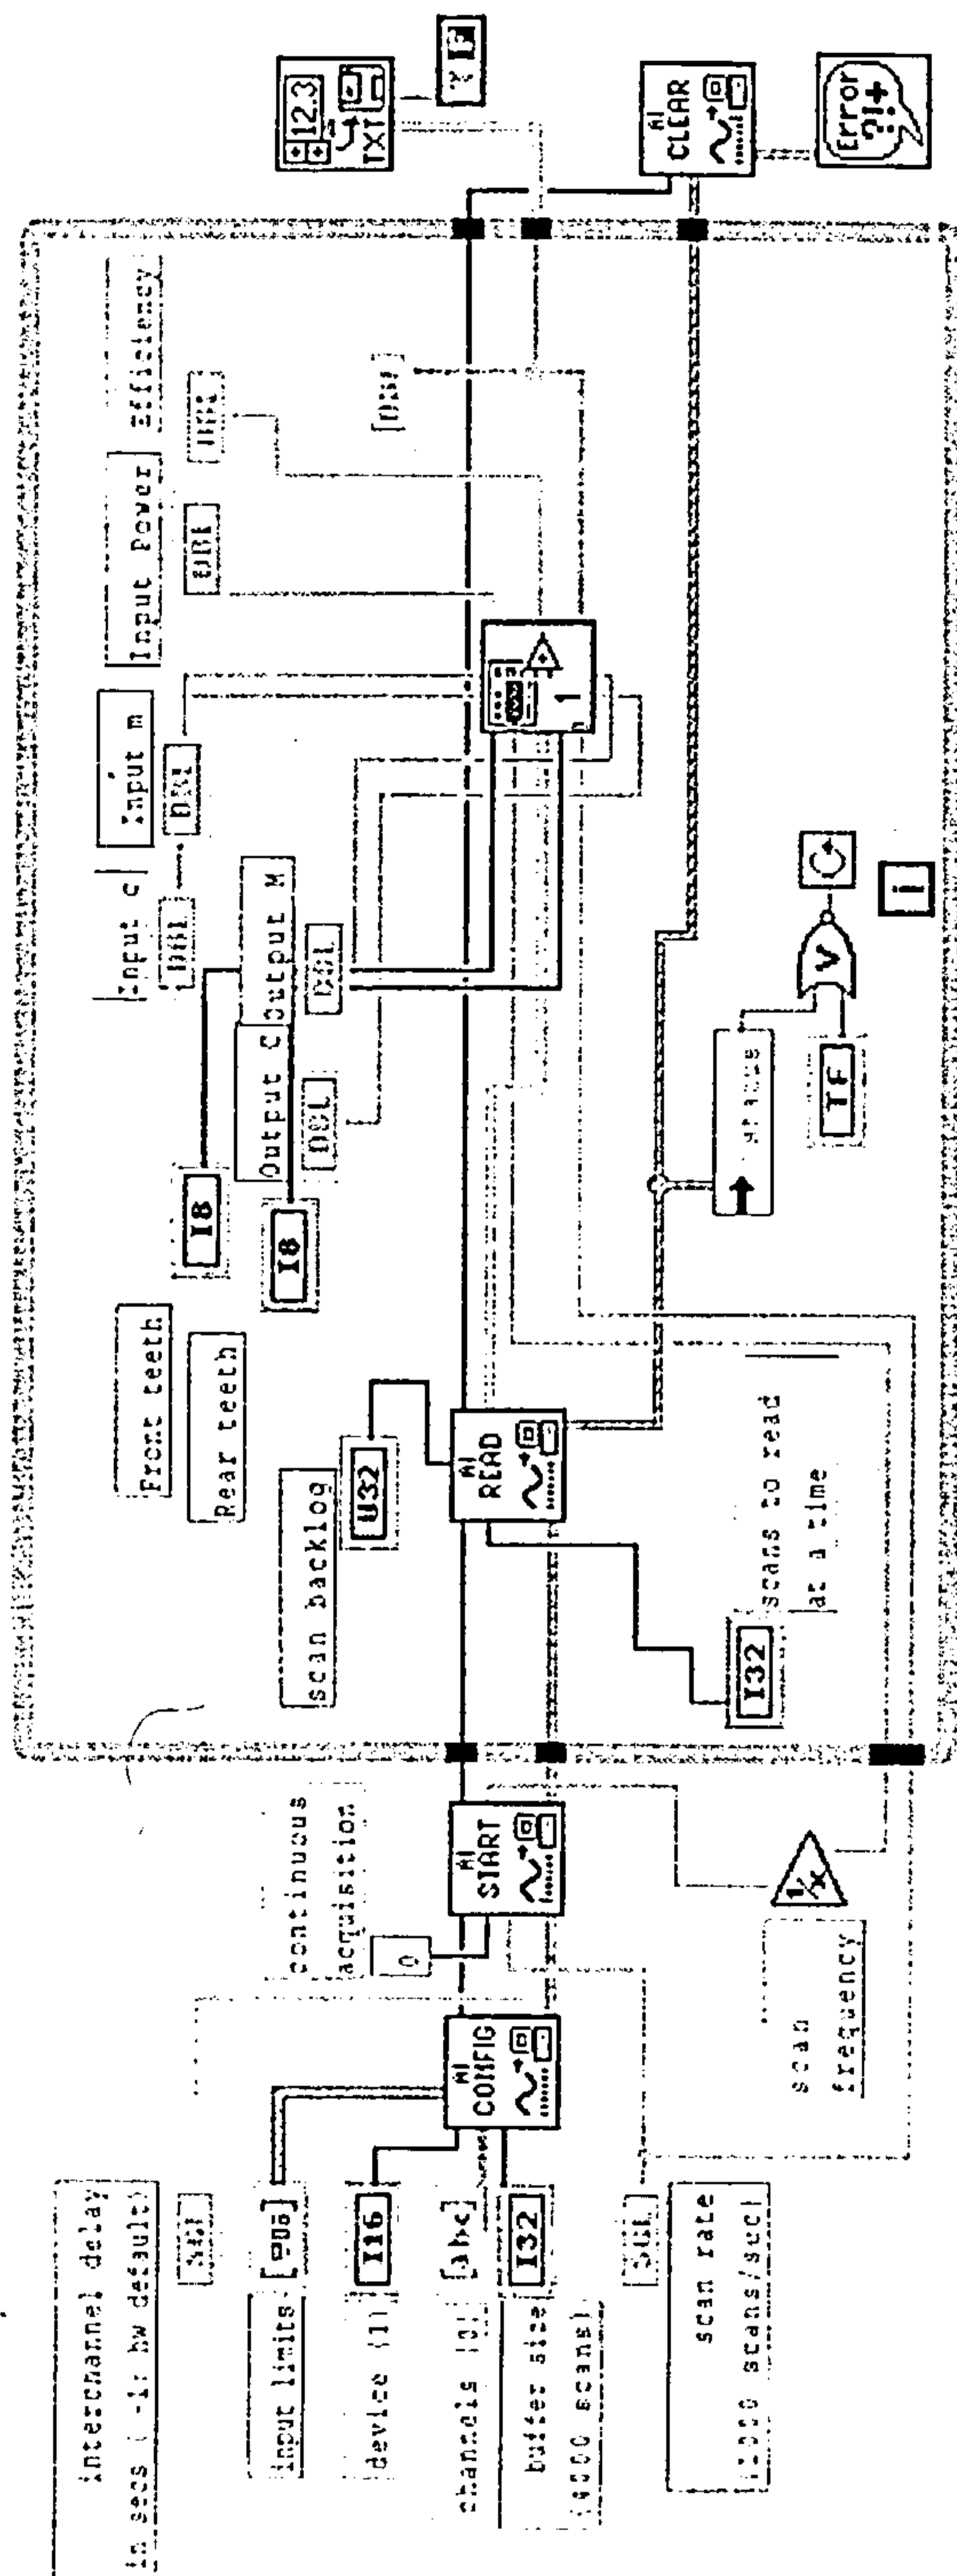 interchannel delay
in secs (-1: hw default)
SGL
input limits
device (1)
I16
channels (0)
[abc]
buffer size
(4000 scans)
I32
scan rate
(1000 scans/sec)
AI
CONFIG
continuous
acquisition
0
AI
START
scan
frequency
1/x
scan backlog
U32
AI
READ
I32
scans to read
at a time
Front teeth
Rear teeth
I8
I8
Output C
DBL
Output M
DBL
Input c
DBL
Input m
DBL
1
Input Power
DBL
Efficiency
DBL
[DBL]
status
TF
V
i
12.3
TXT
F
AI
CLEAR
Error
?!+